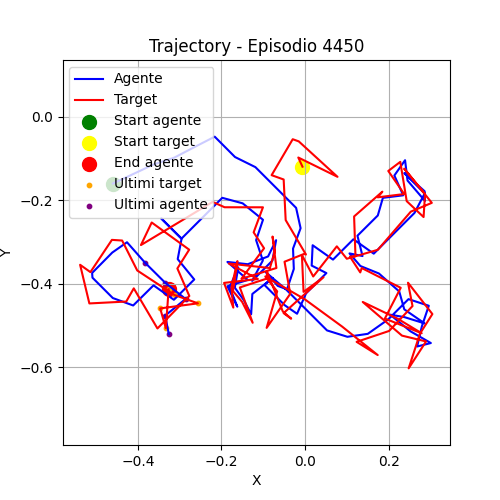 Trajectory - Episodio 4450
Agente
Target
Start agente
Start target
End agente
Ultimi target
Ultimi agente
0.0
−0.2
−0.4
−0.6
Y
−0.4
−0.2
0.0
0.2
X